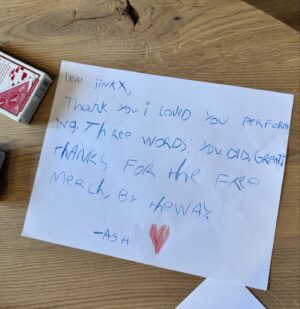 Dear jinkx,
Thank you. i loved you perform
ing. Three words: you. DID. GREAT!
thANKS FOR the FREE
merch, By the WAY.
-ASH